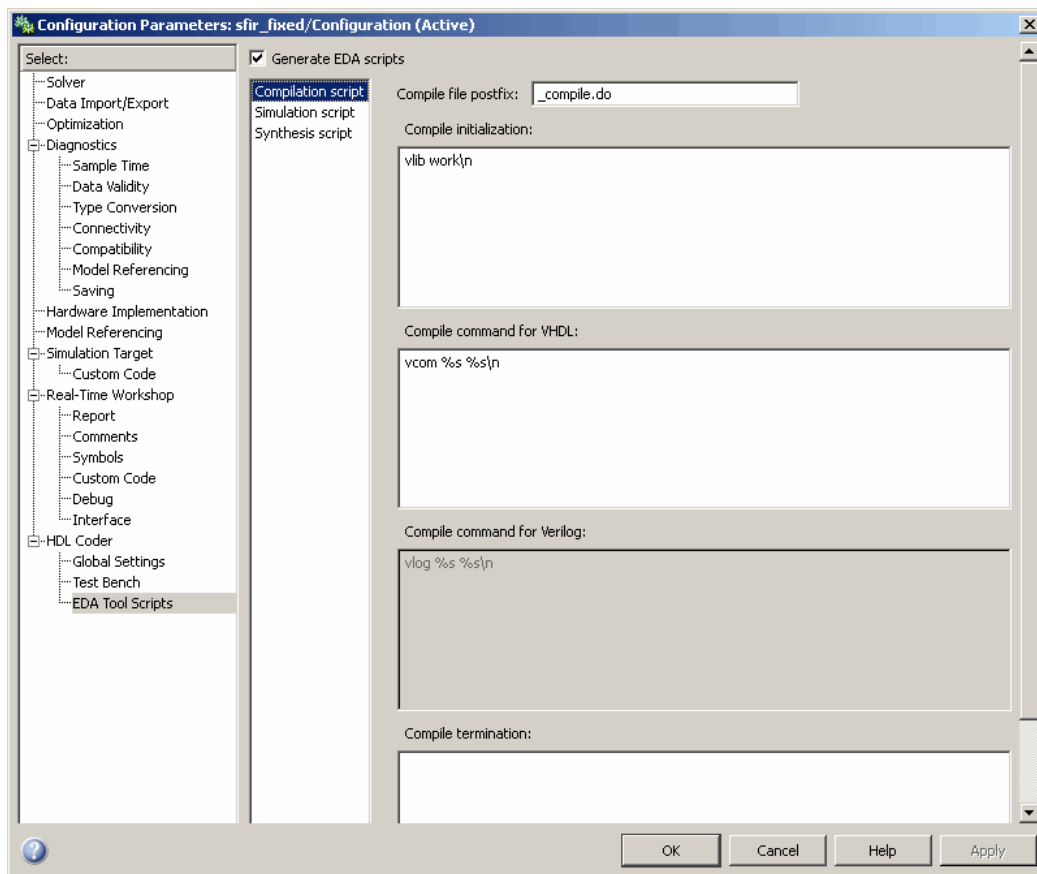 Configuration Parameters: sfir_fixed/Configuration (Active)
Select:
Solver
Data Import/Export
Optimization
Diagnostics
Sample Time
Data Validity
Type Conversion
Connectivity
Compatibility
Model Referencing
Saving
Hardware Implementation
Model Referencing
Simulation Target
Custom Code
Real-Time Workshop
Report
Comments
Symbols
Custom Code
Debug
Interface
HDL Coder
Global Settings
Test Bench
EDA Tool Scripts
Generate EDA scripts
Compilation script
Simulation script
Synthesis script
Compile file postfix: _compile.do
Compile initialization:
vlib work\n
Compile command for VHDL:
vcom %s %s\n
Compile command for Verilog:
vlog %s %s\n
Compile termination:
?
OK Cancel Help Apply